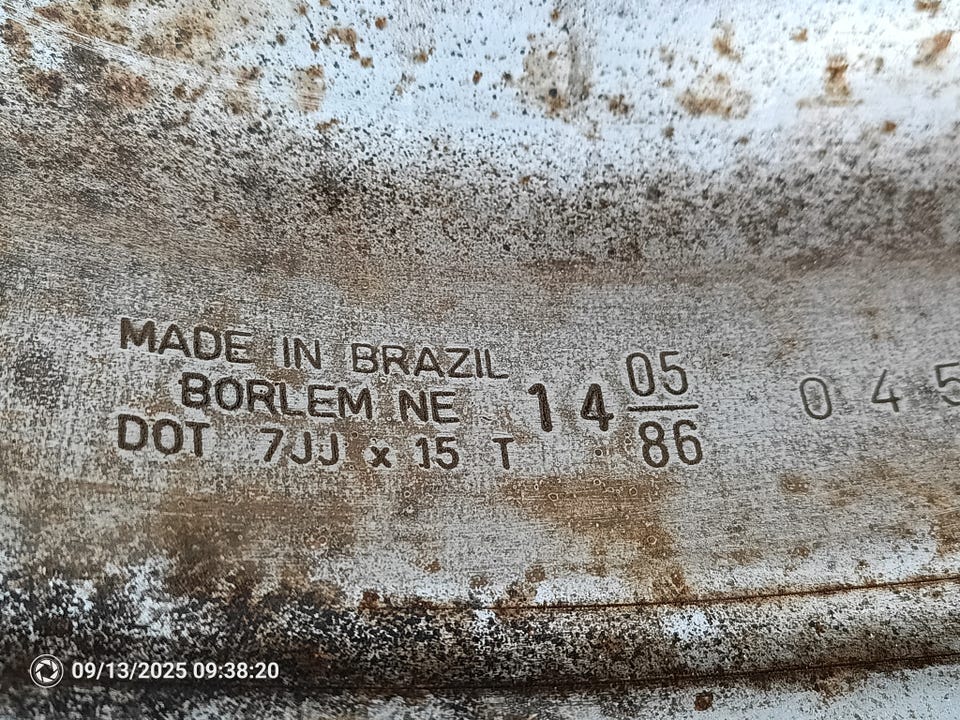 MADE IN BRAZIL
BORLEM NE
DOT 7JJ x 15 T
14 05
86
0 4 5
09/13/2025 09:38:20